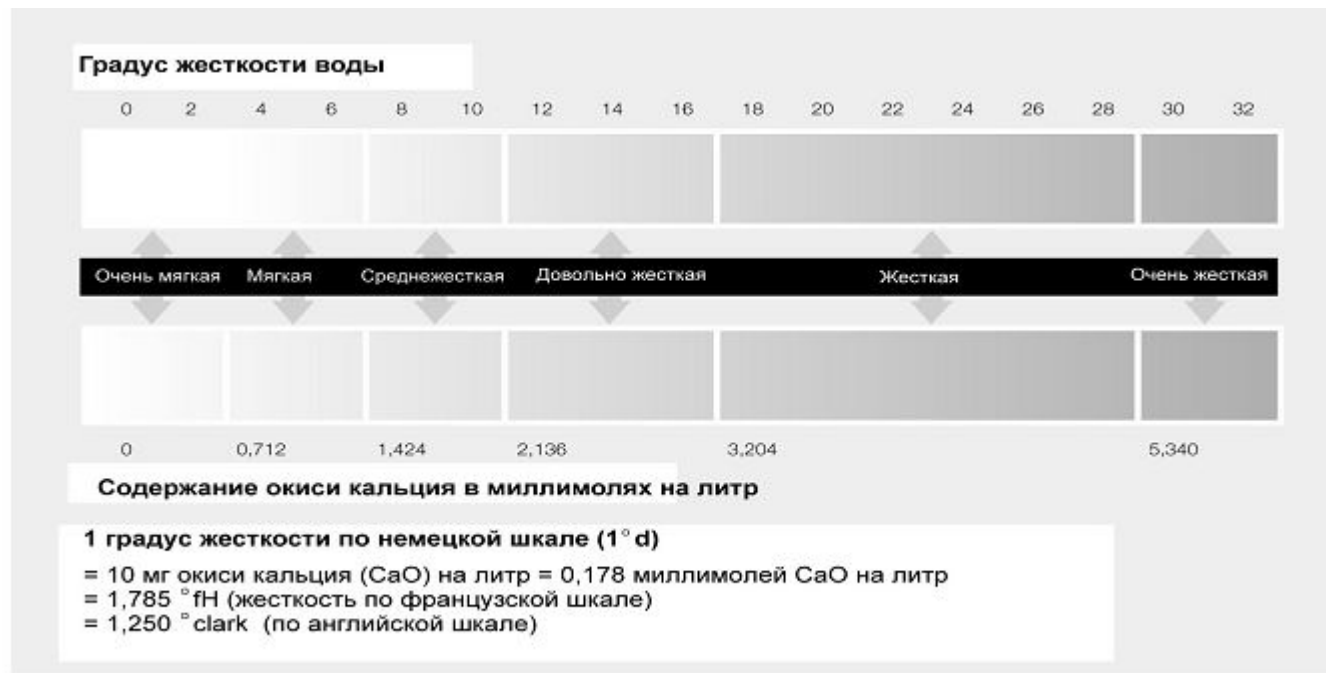 Градус жесткости воды
0 2 4 6 8 10 12 14 16 18 20 22 24 26 28 30 32
Очень мягкая Мягкая Среднежесткая Довольно жесткая Жесткая Очень жесткая
0 0,712 1,424 2,136 3,204 5,340
Содержание окиси кальция в миллимолях на литр
1 градус жесткости по немецкой шкале (1°d)
= 10 мг окиси кальция (CaO) на литр = 0,178 миллимолей CaO на литр
= 1,785 °fH (жесткость по французской шкале)
= 1,250 °clark (по английской шкале)